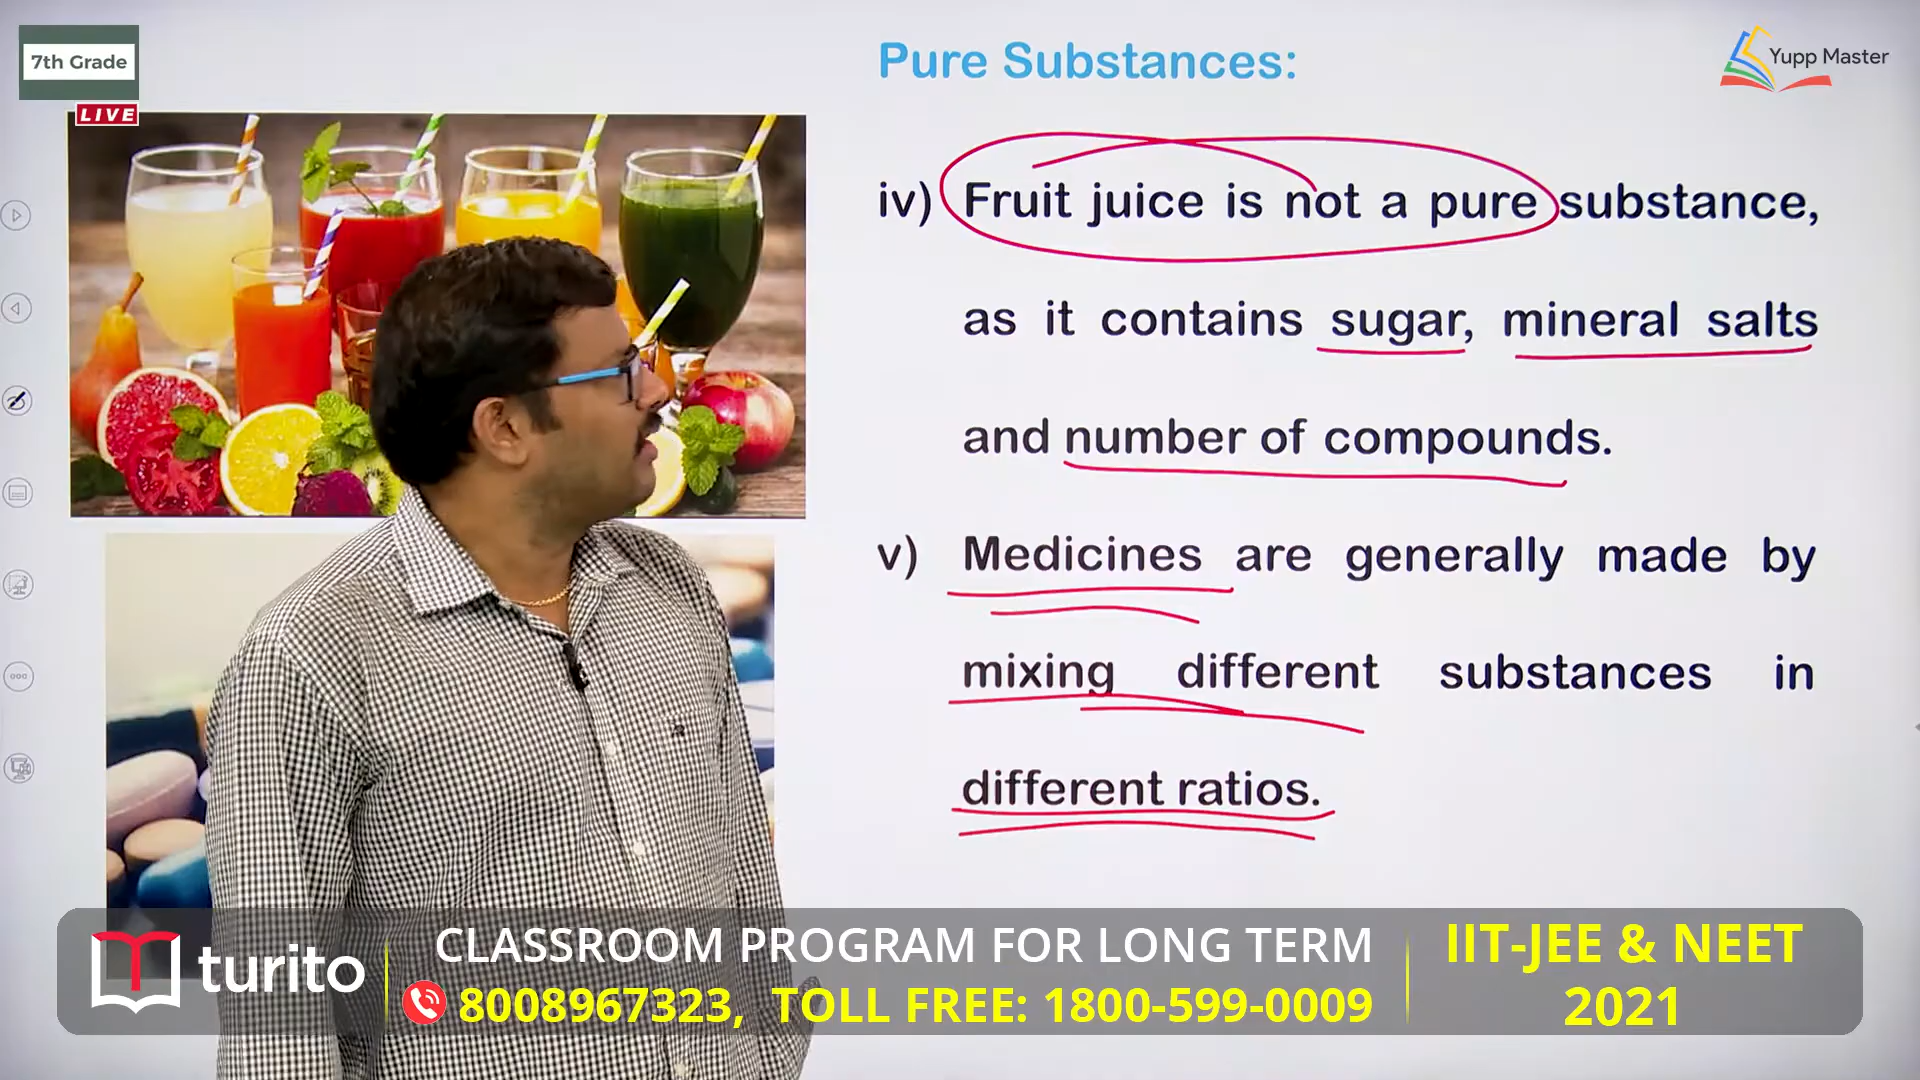 7th Grade
LIVE
Yupp Master
Pure Substances:
iv) Fruit juice is not a pure substance,
as it contains sugar, mineral salts
and number of compounds.
v) Medicines are generally made by
mixing different substances in
different ratios.
turito
CLASSROOM PROGRAM FOR LONG TERM
8008967323, TOLL FREE: 1800-599-0009
IIT-JEE & NEET
2021